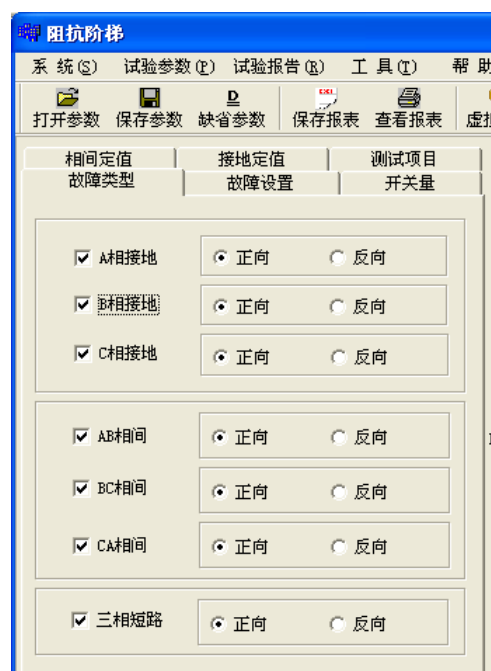 阻抗阶梯
系 统(S) 试验参数(P) 试验报告(R) 工 具(T) 帮 助
打开参数 保存参数 缺省参数 保存报表 查看报表
相间定值 接地定值 测试项目
故障类型 故障设置 开关量
A相接地 正向 反向
B相接地 正向 反向
C相接地 正向 反向
AB相间 正向 反向
BC相间 正向 反向
CA相间 正向 反向
三相短路 正向 反向